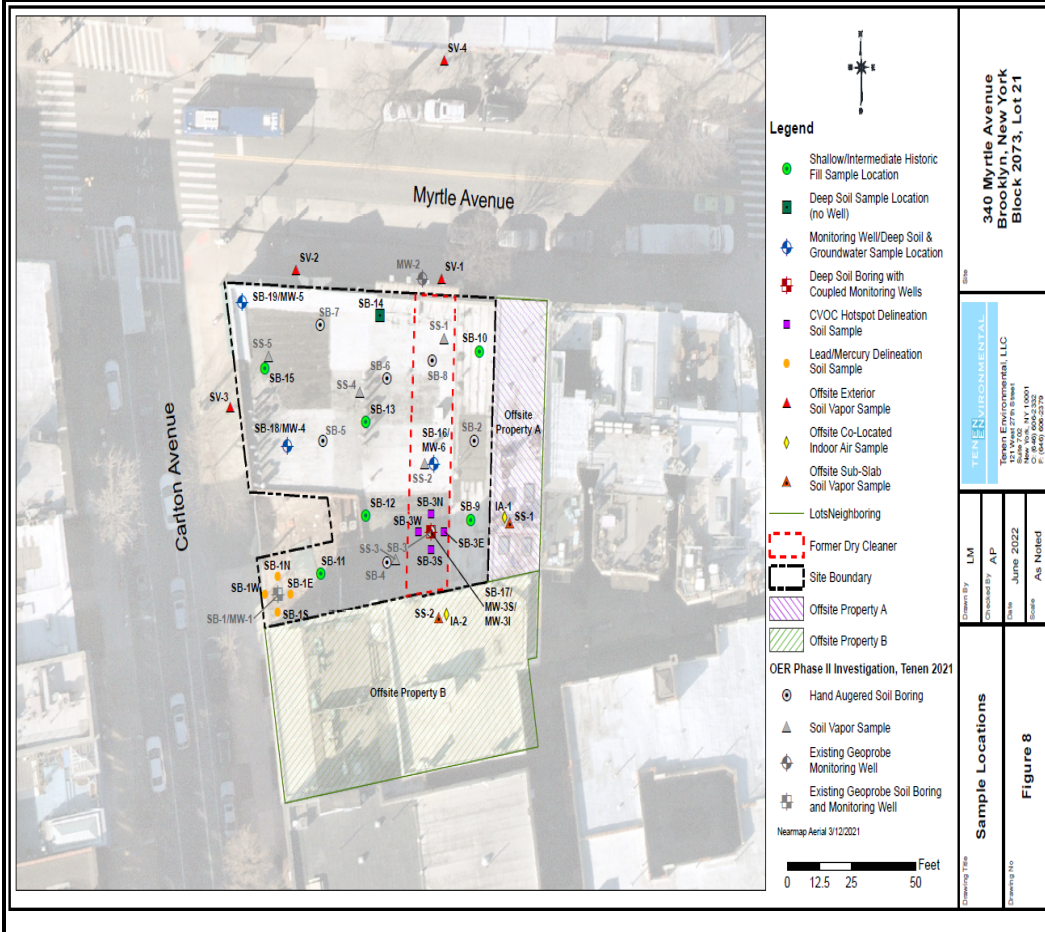 SV-4
Myrtle Avenue
SV-2
MW-2
SV-1
SB-19/MW-5
SB-14
SB-7
SS-1
SB-10
SS-5
SB-15
SB-6
SB-8
SS-4
SV-3
SB-13
Offsite
Property A
SB-18/MW-4
SB-5
SB-16/
MW-6
SB-2
SS-2
Carlton Avenue
SB-12
SB-3N
SB-9
IA-1
SS-1
SB-3W
SB-3E
SS-3
SB-3
SB-3S
SB-4
SB-11
SB-1N
SB-1W
SB-1E
SB-1/MW-1
SB-1S
SB-17/
MW-3S/
MW-3I
SS-2
IA-2
Offsite Property B
N
Legend
Shallow/Intermediate Historic
Fill Sample Location
Deep Soil Sample Location
(no Well)
Monitoring Well/Deep Soil &
Groundwater Sample Location
Deep Soil Boring with
Coupled Monitoring Wells
CVOC Hotspot Delineation
Soil Sample
Lead/Mercury Delineation
Soil Sample
Offsite Exterior
Soil Vapor Sample
Offsite Co-Located
Indoor Air Sample
Offsite Sub-Slab
Soil Vapor Sample
LotsNeighboring
Former Dry Cleaner
Site Boundary
Offsite Property A
Offsite Property B
OER Phase II Investigation, Tenen 2021
Hand Augered Soil Boring
Soil Vapor Sample
Existing Geoprobe
Monitoring Well
Existing Geoprobe Soil Boring
and Monitoring Well
Nearmap Aerial 3/12/2021
Feet
0 12.5 25 50
Site
340 Myrtle Avenue
Brooklyn, New York
Block 2073, Lot 21
TENEN
ENVIRONMENTAL
Tenen Environmental, LLC
121 West 27th Street
Suite 702
New York, NY 10001
O: (646) 606-2332
F: (646) 606-2379
Drawn By LM
Checked By AP
Date June 2022
Scale As Noted
Drawing Title
Sample Locations
Drawing No
Figure 8